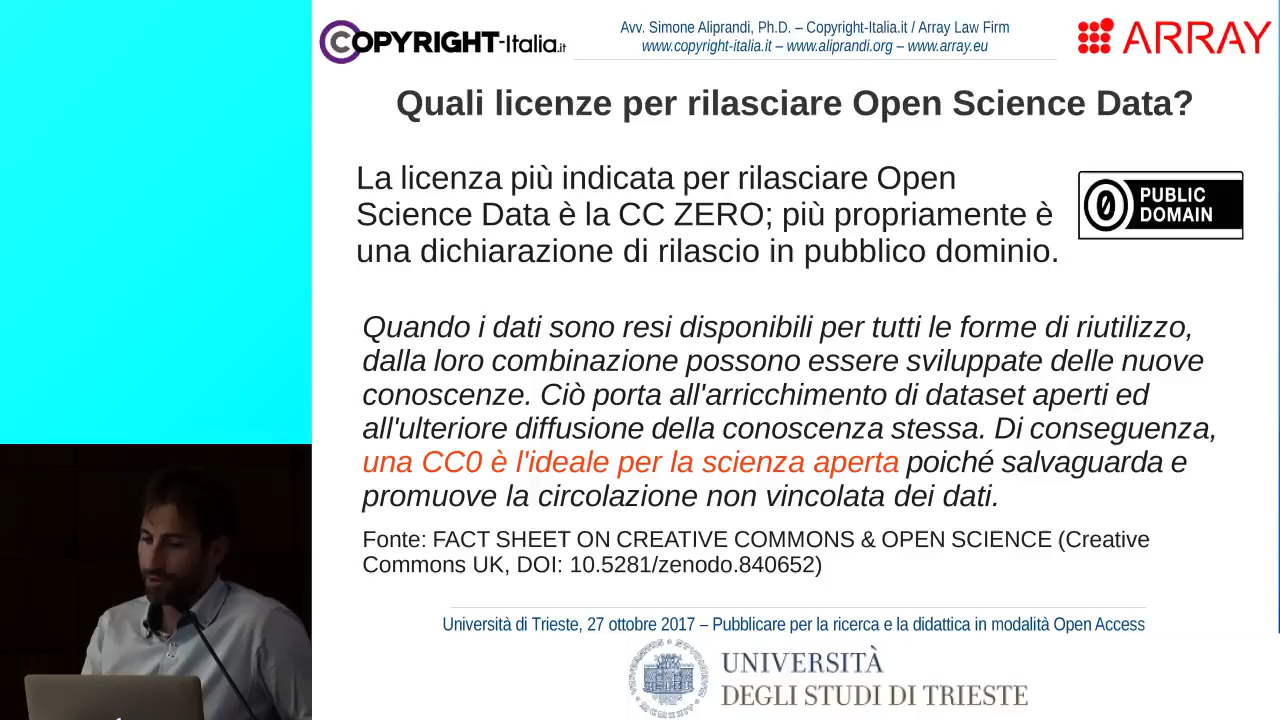 COPYRIGHT-Italia.it
Avv. Simone Aliprandi, Ph.D. – Copyright-Italia.it / Array Law Firm
www.copyright-italia.it – www.aliprandi.org – www.array.eu
ARRAY
Quali licenze per rilasciare Open Science Data?
La licenza più indicata per rilasciare Open
Science Data è la CC ZERO; più propriamente è
una dichiarazione di rilascio in pubblico dominio.
0 PUBLIC
DOMAIN
Quando i dati sono resi disponibili per tutti le forme di riutilizzo,
dalla loro combinazione possono essere sviluppate delle nuove
conoscenze. Ciò porta all'arricchimento di dataset aperti ed
all'ulteriore diffusione della conoscenza stessa. Di conseguenza,
una CC0 è l'ideale per la scienza aperta poiché salvaguarda e
promuove la circolazione non vincolata dei dati.
Fonte: FACT SHEET ON CREATIVE COMMONS & OPEN SCIENCE (Creative
Commons UK, DOI: 10.5281/zenodo.840652)
Università di Trieste, 27 ottobre 2017 – Pubblicare per la ricerca e la didattica in modalità Open Access
UNIVERSITÀ
DEGLI STUDI DI TRIESTE